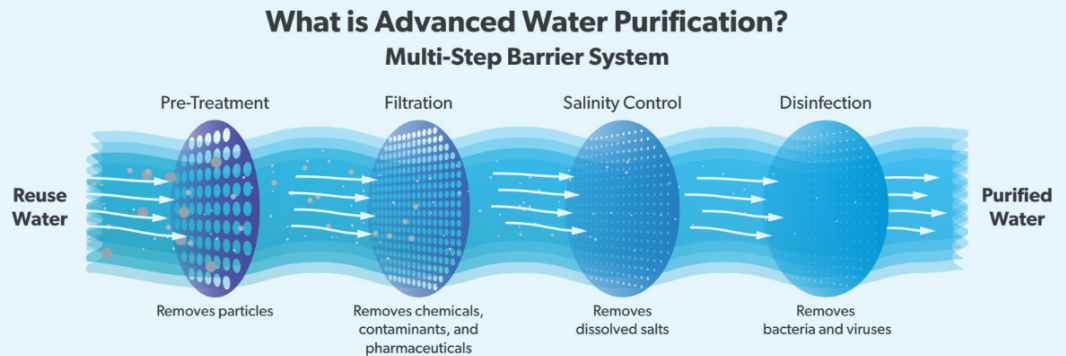 What is Advanced Water Purification?
Multi-Step Barrier System
Pre-Treatment
Filtration
Salinity Control
Disinfection
Reuse
Water
Purified
Water
Removes particles
Removes chemicals,
contaminants, and
pharmaceuticals
Removes
dissolved salts
Removes
bacteria and viruses